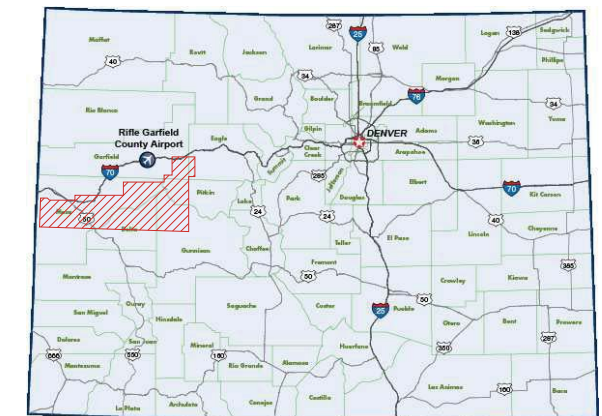 287
25
85
Moffat
Routt
Jackson
Larimer
Weld
Logan
138
Sedgwick
40
34
Phillips
Morgan
76
Rio Blanco
Grand
Boulder
Broomfield
34
Rifle Garfield
County Airport
Eagle
Gilpin
DENVER
Adams
Washington
Yuma
36
Garfield
Clear
Creek
Arapahoe
70
Summit
285
Jefferson
Elbert
70
Kit Carson
Pitkin
Lake
Park
Douglas
24
24
40
Mesa
50
Delta
Lincoln
Cheyenne
Teller
El Paso
Gunnison
Chaffee
Fremont
385
Montrose
50
Crowley
Kiowa
Ouray
50
San Miguel
Hinsdale
Saguache
Custer
25
Pueblo
Otero
Bent
Prowers
Dolores
San Juan
Mineral
Huerfano
350
287
666
550
160
Montezuma
Rio Grande
Alamosa
Las Animas
160
Baca
La Plata
Archuleta
Conejos
Costilla